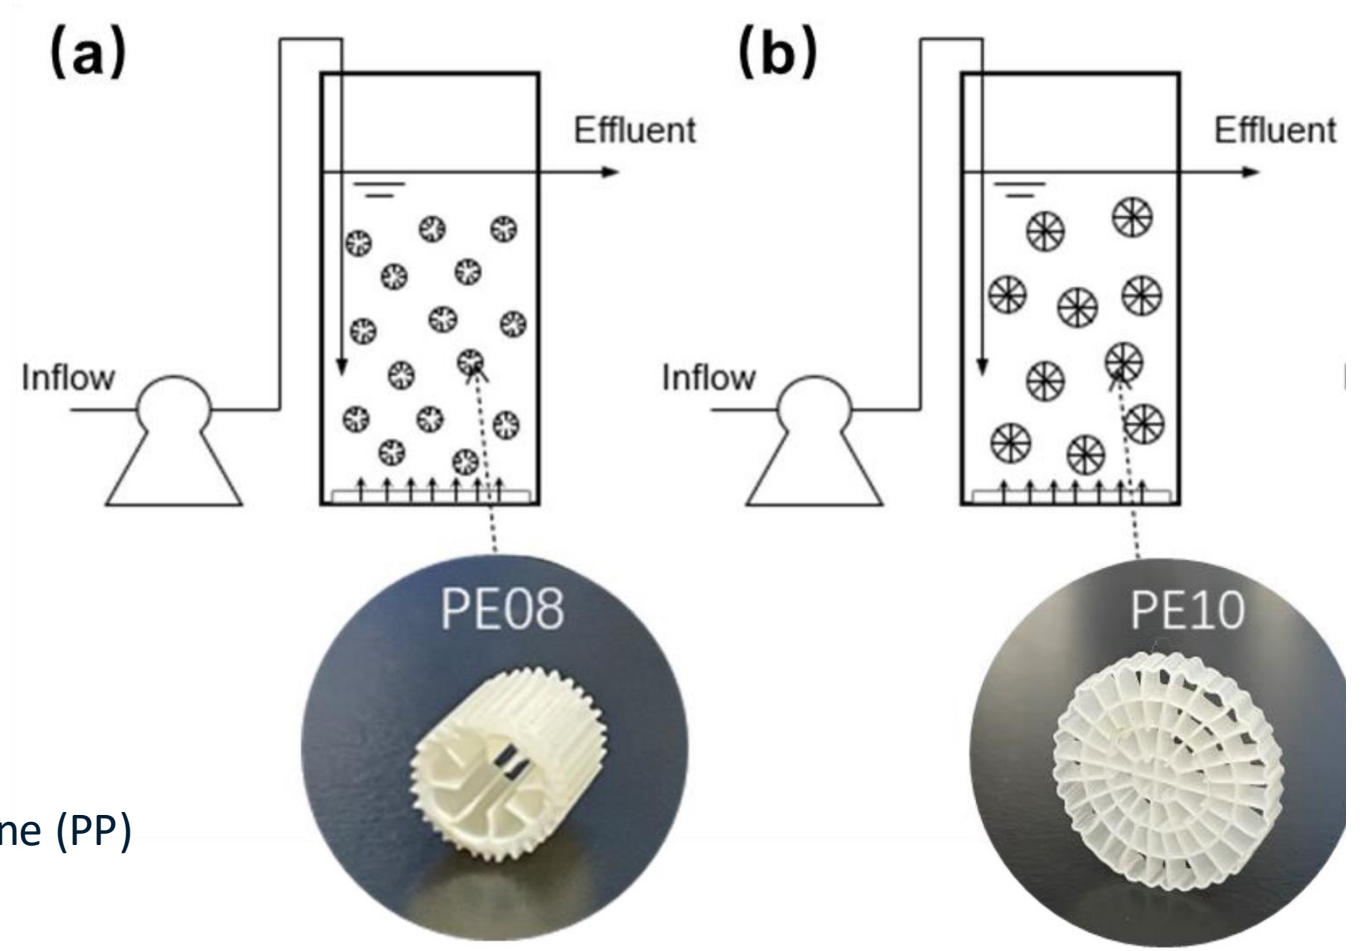 (a)
Effluent
Inflow
PE08
(b)
Effluent
Inflow
PE10
ne (PP)